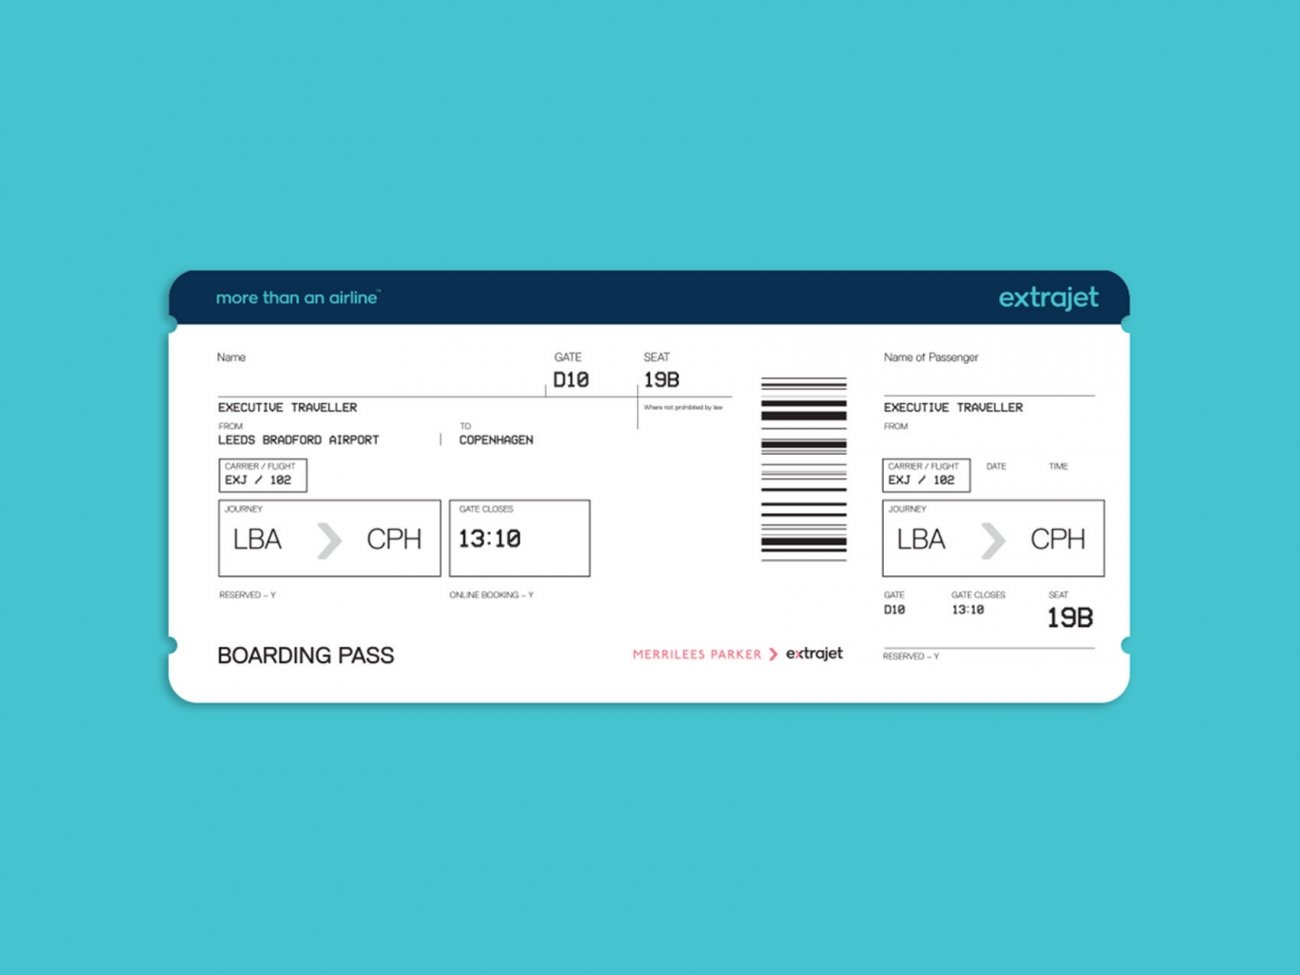 more than an airline™
extrajet
Name
GATE
SEAT
D10
19B
EXECUTIVE TRAVELLER
Where not prohibited by law
FROM
TO
LEEDS BRADFORD AIRPORT
COPENHAGEN
CARRIER / FLIGHT
EXJ / 102
JOURNEY
LBA CPH
GATE CLOSES
13:10
RESERVED – Y
ONLINE BOOKING – Y
BOARDING PASS
MERRILEES PARKER extrajet
Name of Passenger
EXECUTIVE TRAVELLER
FROM
CARRIER / FLIGHT
EXJ / 102
DATE
TIME
JOURNEY
LBA CPH
GATE
GATE CLOSES
SEAT
D10
13:10
19B
RESERVED – Y